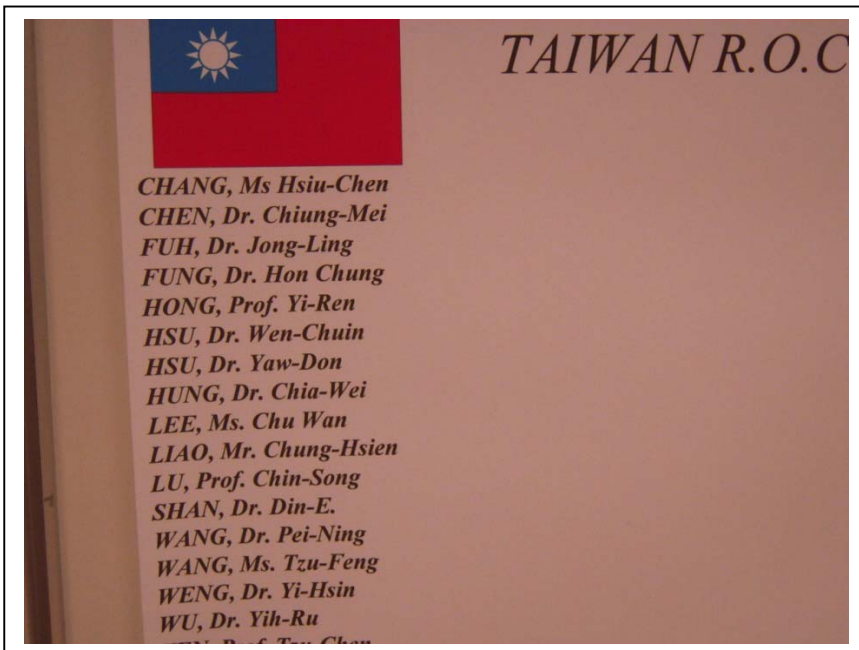 TAIWAN R.O.C
CHANG, Ms Hsiu-Chen
CHEN, Dr. Chiung-Mei
FUH, Dr. Jong-Ling
FUNG, Dr. Hon Chung
HONG, Prof. Yi-Ren
HSU, Dr. Wen-Chuin
HSU, Dr. Yaw-Don
HUNG, Dr. Chia-Wei
LEE, Ms. Chu Wan
LIAO, Mr. Chung-Hsien
LU, Prof. Chin-Song
SHAN, Dr. Din-E.
WANG, Dr. Pei-Ning
WANG, Ms. Tzu-Feng
WENG, Dr. Yi-Hsin
WU, Dr. Yih-Ru
Prof. Tzu-Chen